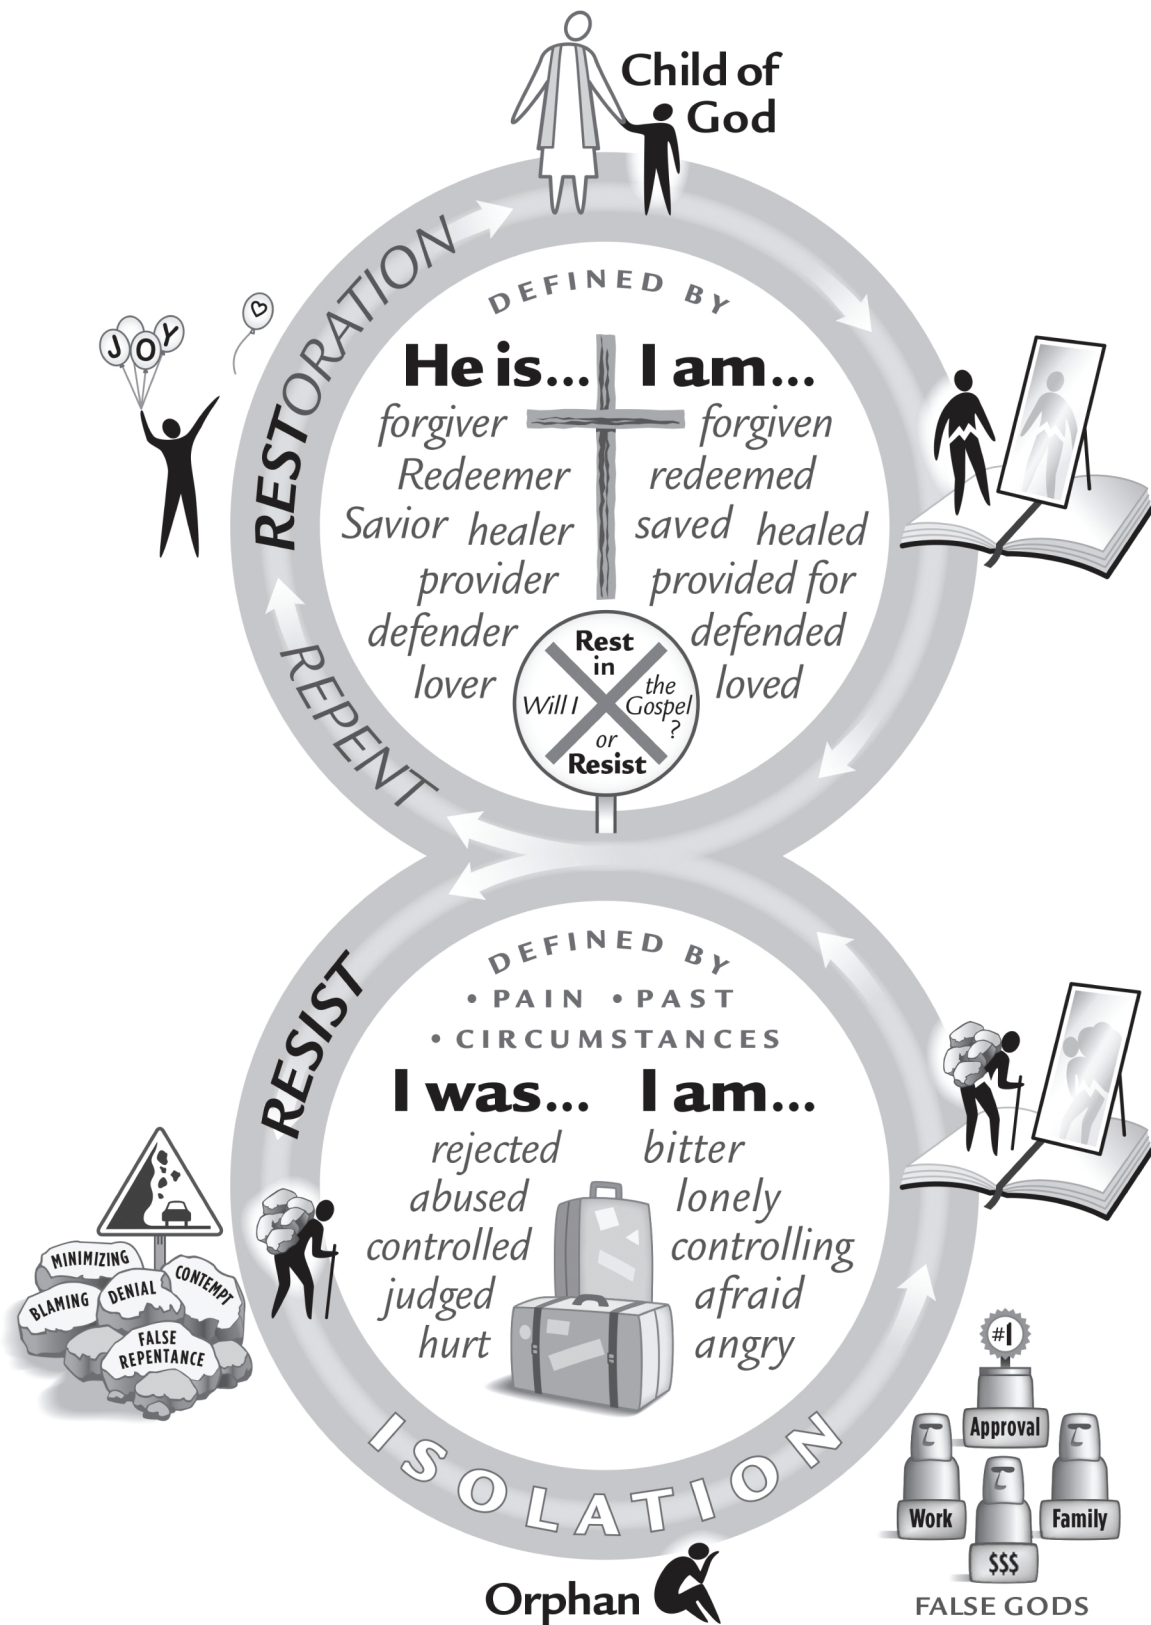 Child of
God
RESTORATION
JOY
DEFINED BY
He is... I am...
forgiver forgiven
Redeemer redeemed
Savior healer saved healed
provider provided for
defender defended
lover loved
Rest
in
Will I the
Gospel
?
or
Resist
REPENT
RESIST
DEFINED BY
• PAIN • PAST
• CIRCUMSTANCES
I was... I am...
rejected bitter
abused lonely
controlled controlling
judged afraid
hurt angry
MINIMIZING
BLAMING
DENIAL
CONTEMPT
FALSE
REPENTANCE
ISOLATION
Orphan
#1
Approval
Work
Family
$$$
FALSE GODS